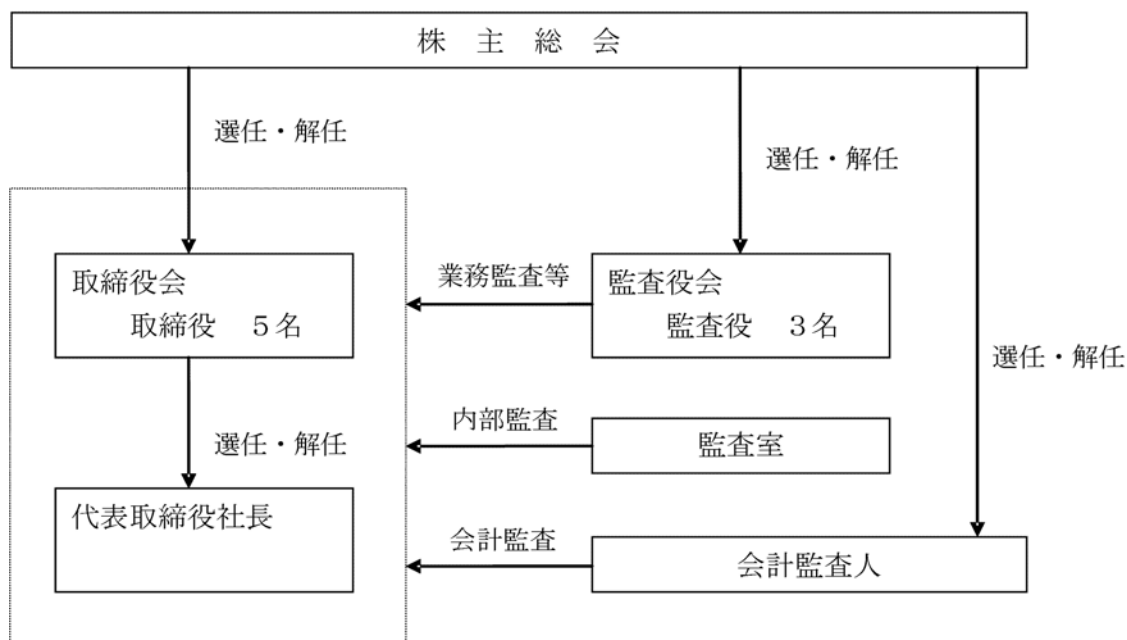 株　主　総　会
選任・解任
選任・解任
取締役会
取締役　５名
業務監査等
監査役会
監査役　３名
選任・解任
選任・解任
内部監査
監査室
代表取締役社長
会計監査
会計監査人